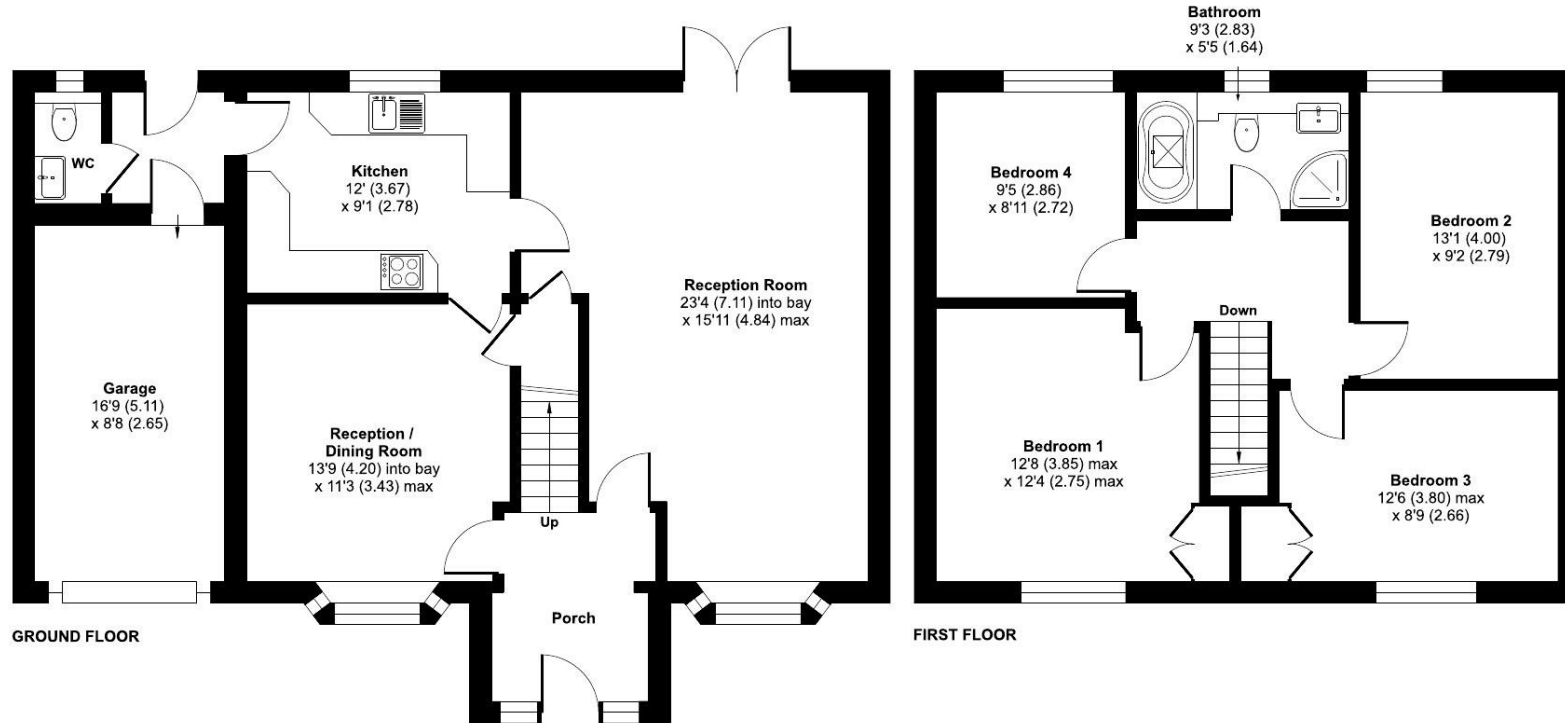 Bathroom
9'3 (2.83)
x 5'5 (1.64)
WC
Kitchen
12' (3.67)
x 9'1 (2.78)
Reception Room
23'4 (7.11) into bay
x 15'11 (4.84) max
Garage
16'9 (5.11)
x 8'8 (2.65)
Reception /
Dining Room
13'9 (4.20) into bay
x 11'3 (3.43) max
Up
Porch
GROUND FLOOR
Bedroom 4
9'5 (2.86)
x 8'11 (2.72)
Bedroom 2
13'1 (4.00)
x 9'2 (2.79)
Down
Bedroom 1
12'8 (3.85) max
x 12'4 (2.75) max
Bedroom 3
12'6 (3.80) max
x 8'9 (2.66)
FIRST FLOOR